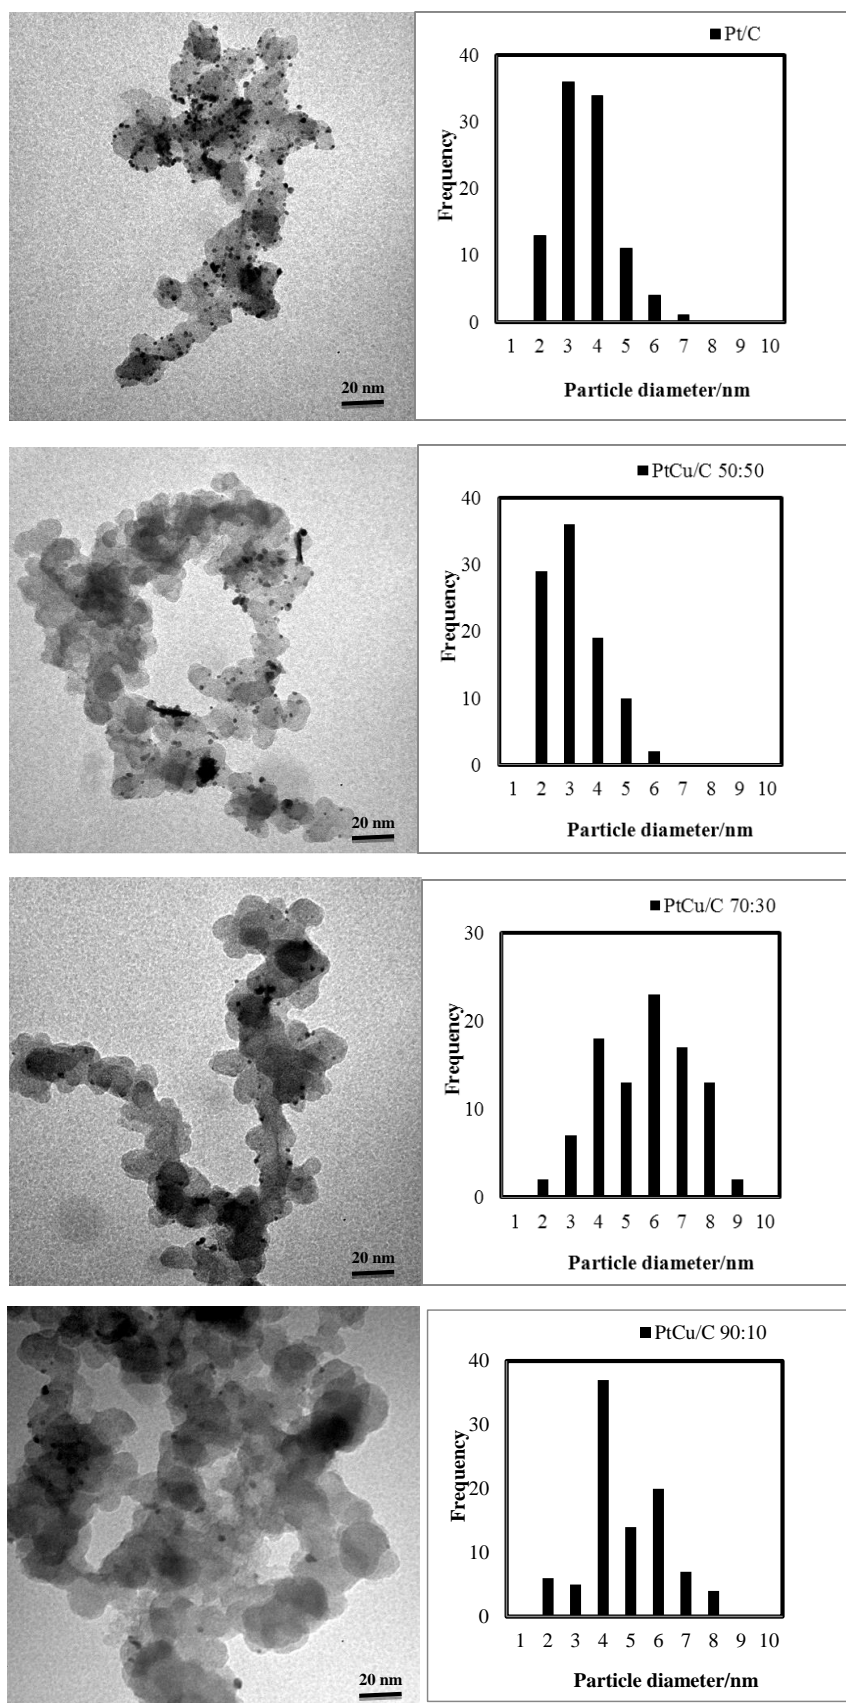 Pt/C
40
30
20
10
0
Frequency
1 2 3 4 5 6 7 8 9 10
Particle diameter/nm
20 nm
PtCu/C 50:50
40
30
20
10
0
Frequency
1 2 3 4 5 6 7 8 9 10
Particle diameter/nm
20 nm
PtCu/C 70:30
30
20
10
0
Frequency
1 2 3 4 5 6 7 8 9 10
Particle diameter/nm
20 nm
PtCu/C 90:10
40
30
20
10
0
Frequency
1 2 3 4 5 6 7 8 9 10
Particle diameter/nm
20 nm